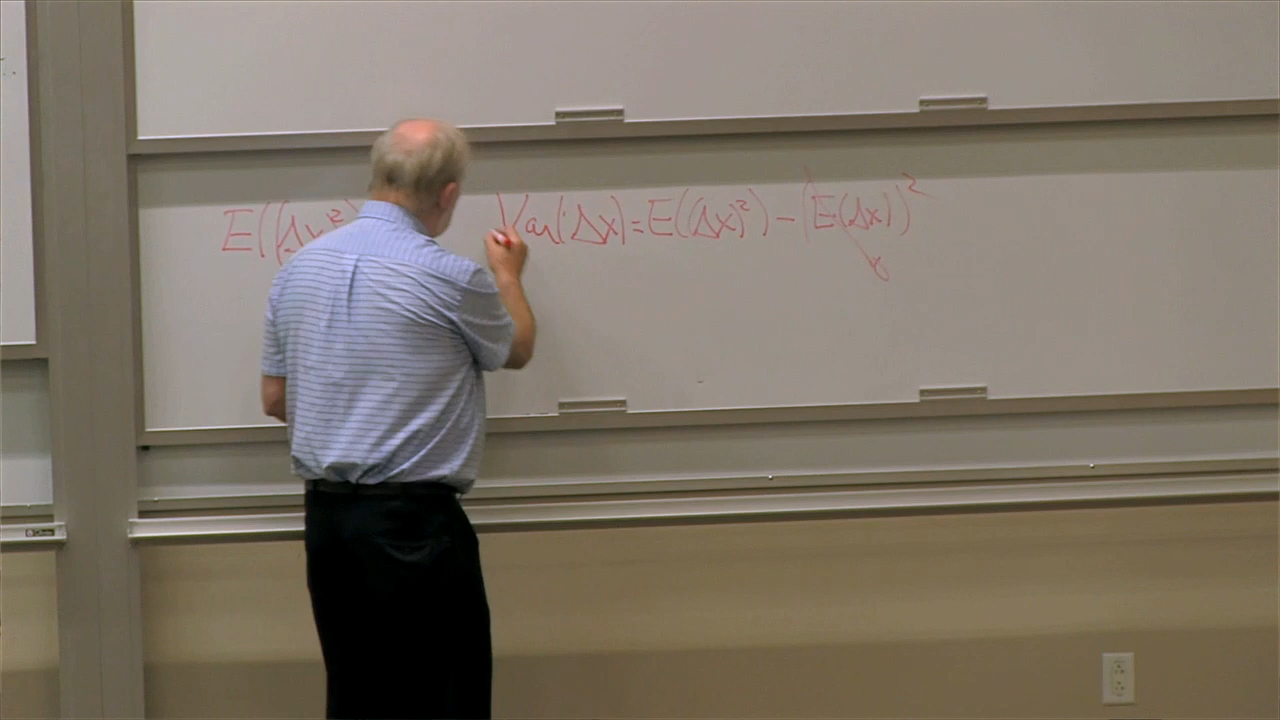 E((Δx²) Var(Δx) = E((Δx)²) - (E(Δx))²
0